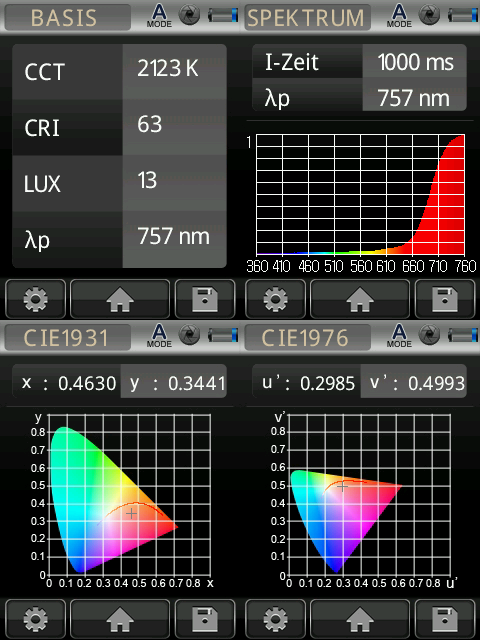 BASIS
A
MODE
CCT 2123 K
CRI 63
LUX 13
λp 757 nm
SPEKTRUM
A
MODE
I-Zeit 1000 ms
λp 757 nm
1
360 410 460 510 560 610 660 710 760
CIE1931
A
MODE
x : 0.4630 y : 0.3441
y
0.8
0.7
0.6
0.5
0.4
0.3
0.2
0.1
0
0 0.1 0.2 0.3 0.4 0.5 0.6 0.7 0.8 x
CIE1976
A
MODE
u' : 0.2985 v' : 0.4993
v'
0.8
0.7
0.6
0.5
0.4
0.3
0.2
0.1
0
0 0.1 0.2 0.3 0.4 0.5 0.6 0.7 0.8 u'